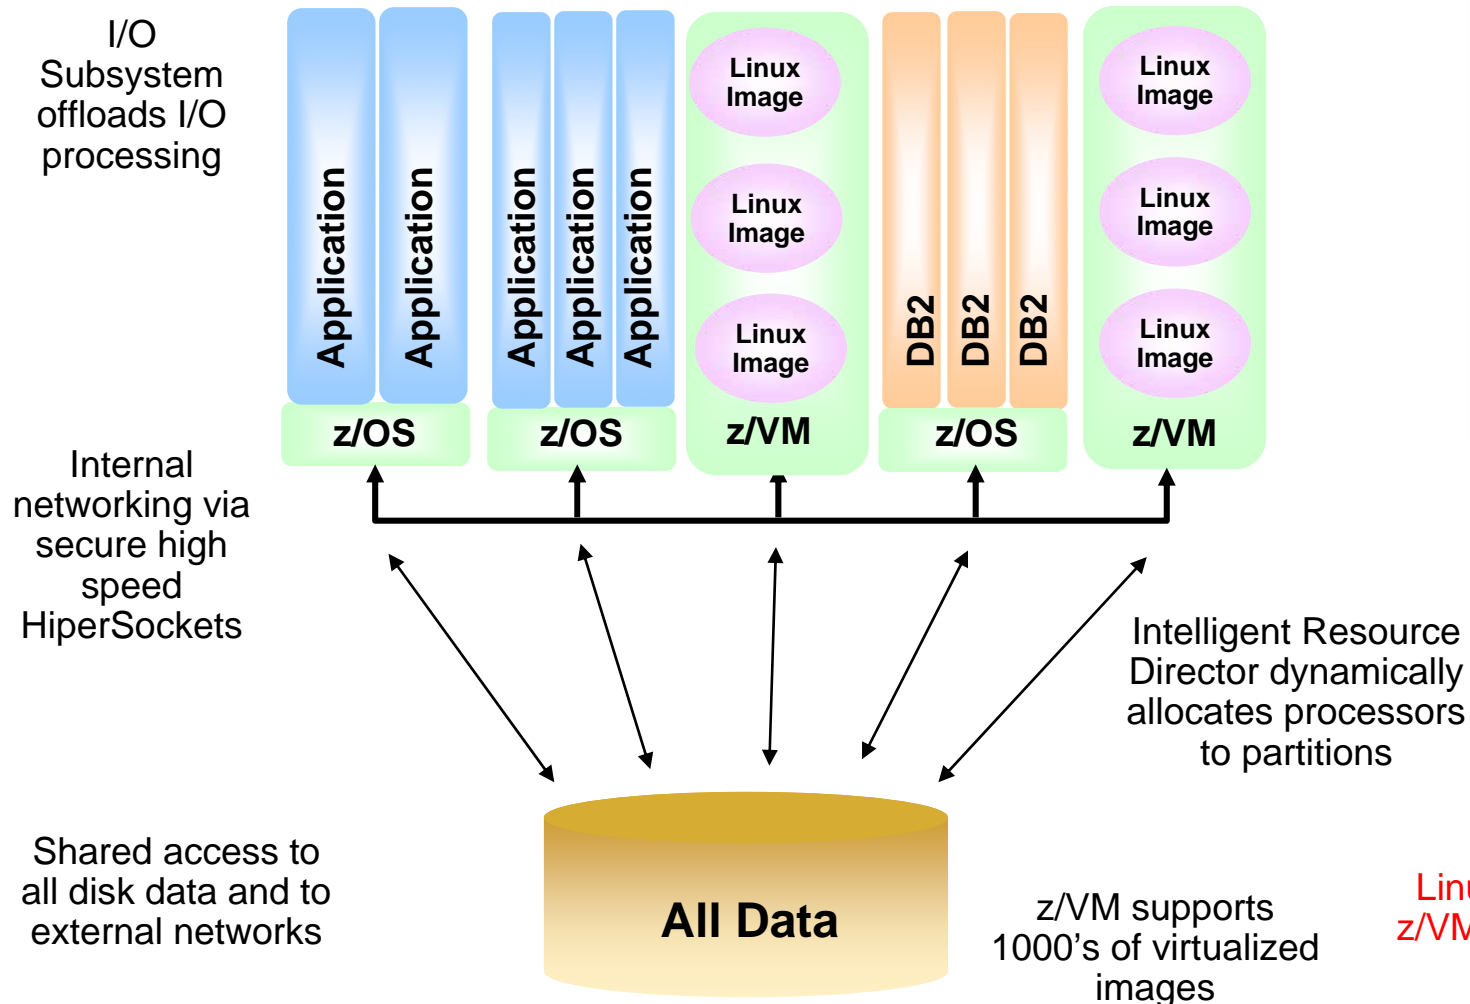 I/O
Subsystem
offloads I/O
processing
Application
Application
z/OS
Application
Application
Application
z/OS
Linux
Image
Linux
Image
Linux
Image
z/VM
DB2
DB2
DB2
z/OS
Linux
Image
Linux
Image
Linux
Image
z/VM
Internal
networking via
secure high
speed
HiperSockets
Intelligent Resource
Director dynamically
allocates processors
to partitions
Shared access to
all disk data and to
external networks
All Data
z/VM supports
1000’s of virtualized
images
z/VM